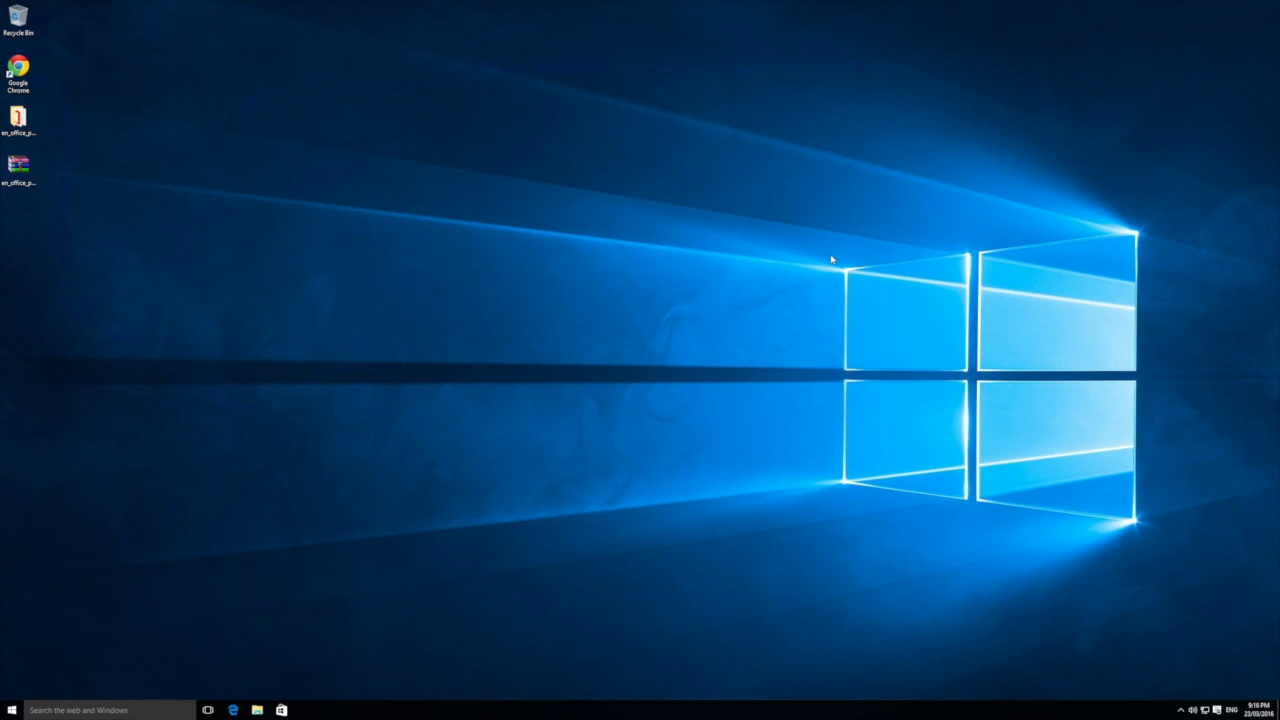 Recycle Bin
Google
Chrome
en_office_p...
en_office_p...
Search the web and Windows
ENG
9:16 PM
23/03/2016